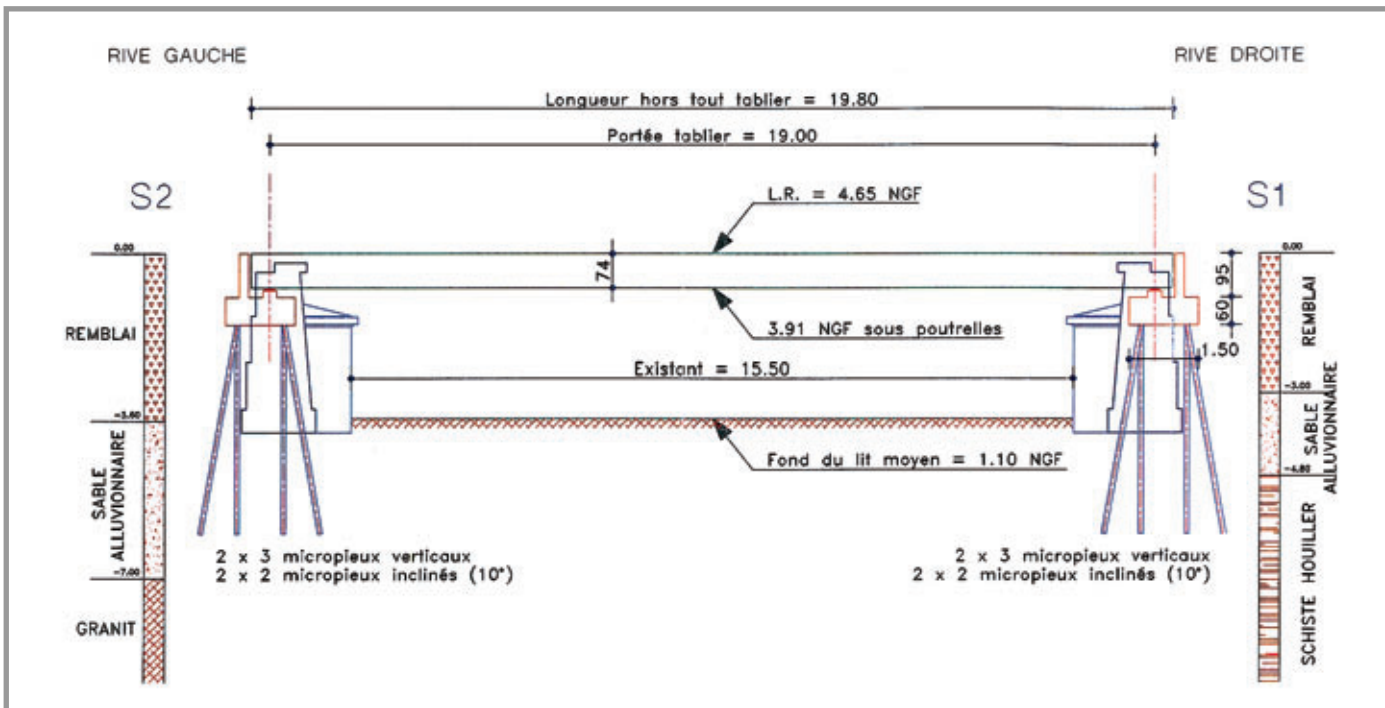 RIVE GAUCHE
RIVE DROITE
Longueur hors tout tablier = 19.80
Portée tablier = 19.00
S2
S1
L.R. = 4.65 NGF
0.00
0.00
74
95
60
1.50
3.91 NGF sous poutrelles
REMBLAI
REMBLAI
Existant = 15.50
-3.60
-3.00
SABLE
ALLUVIONNAIRE
SABLE
ALLUVIONNAIRE
Fond du lit moyen = 1.10 NGF
-4.80
2 x 3 micropieux verticaux
2 x 2 micropieux inclinés (10°)
2 x 3 micropieux verticaux
2 x 2 micropieux inclinés (10°)
-7.00
GRANIT
SCHISTE HOUILLER